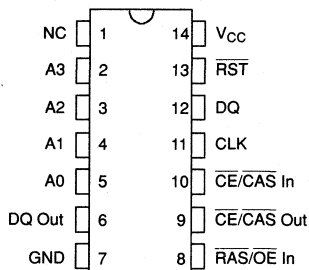 NC 1 14 VCC
A3 2 13 RST
A2 3 12 DQ
A1 4 11 CLK
A0 5 10 CE/CAS In
DQ Out 6 9 CE/CAS Out
GND 7 8 RAS/OE In